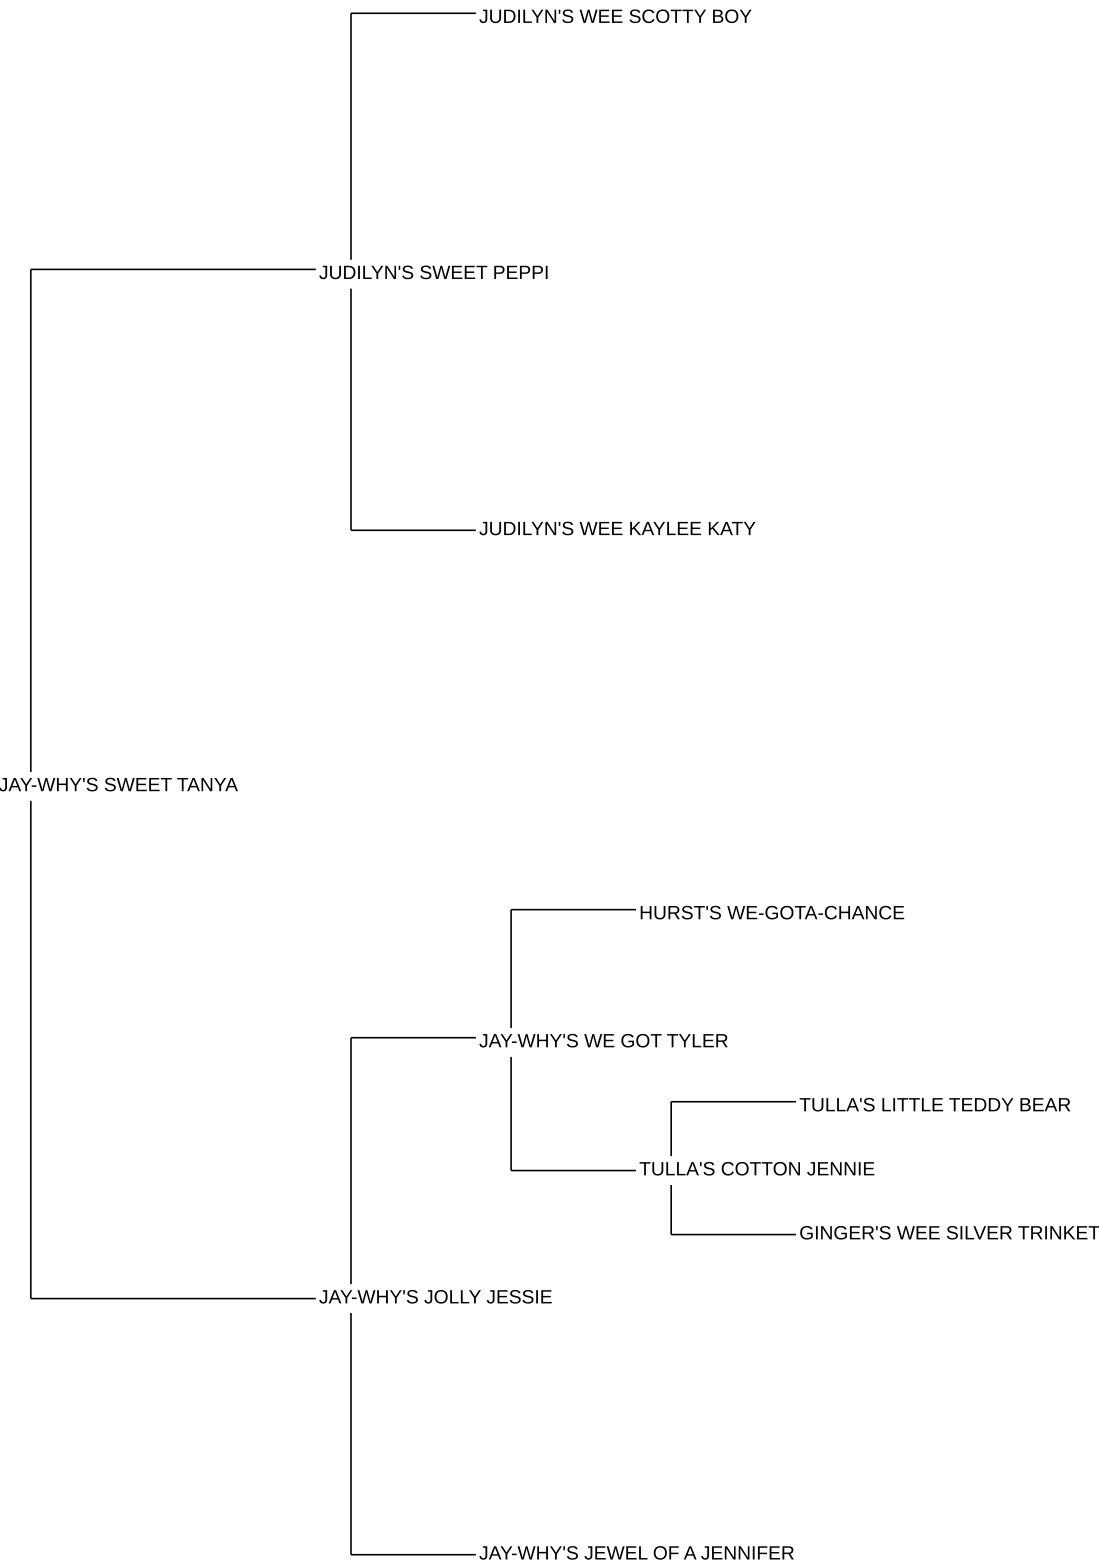 JUDILYN'S WEE SCOTTY BOY
JUDILYN'S SWEET PEPPI
JUDILYN'S WEE KAYLEE KATY
JAY-WHY'S SWEET TANYA
HURST'S WE-GOTA-CHANCE
JAY-WHY'S WE GOT TYLER
TULLA'S LITTLE TEDDY BEAR
TULLA'S COTTON JENNIE
GINGER'S WEE SILVER TRINKET
JAY-WHY'S JOLLY JESSIE
JAY-WHY'S JEWEL OF A JENNIFER